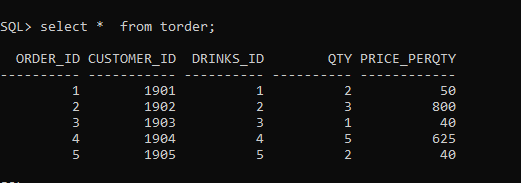 SQL> select *  from torder;
ORDER_ID CUSTOMER_ID DRINKS_ID QTY PRICE_PERQTY
---------- ----------- ---------- ---------- ------------
1 1901 1 2 50
2 1902 2 3 800
3 1903 3 1 40
4 1904 4 5 625
5 1905 5 2 40